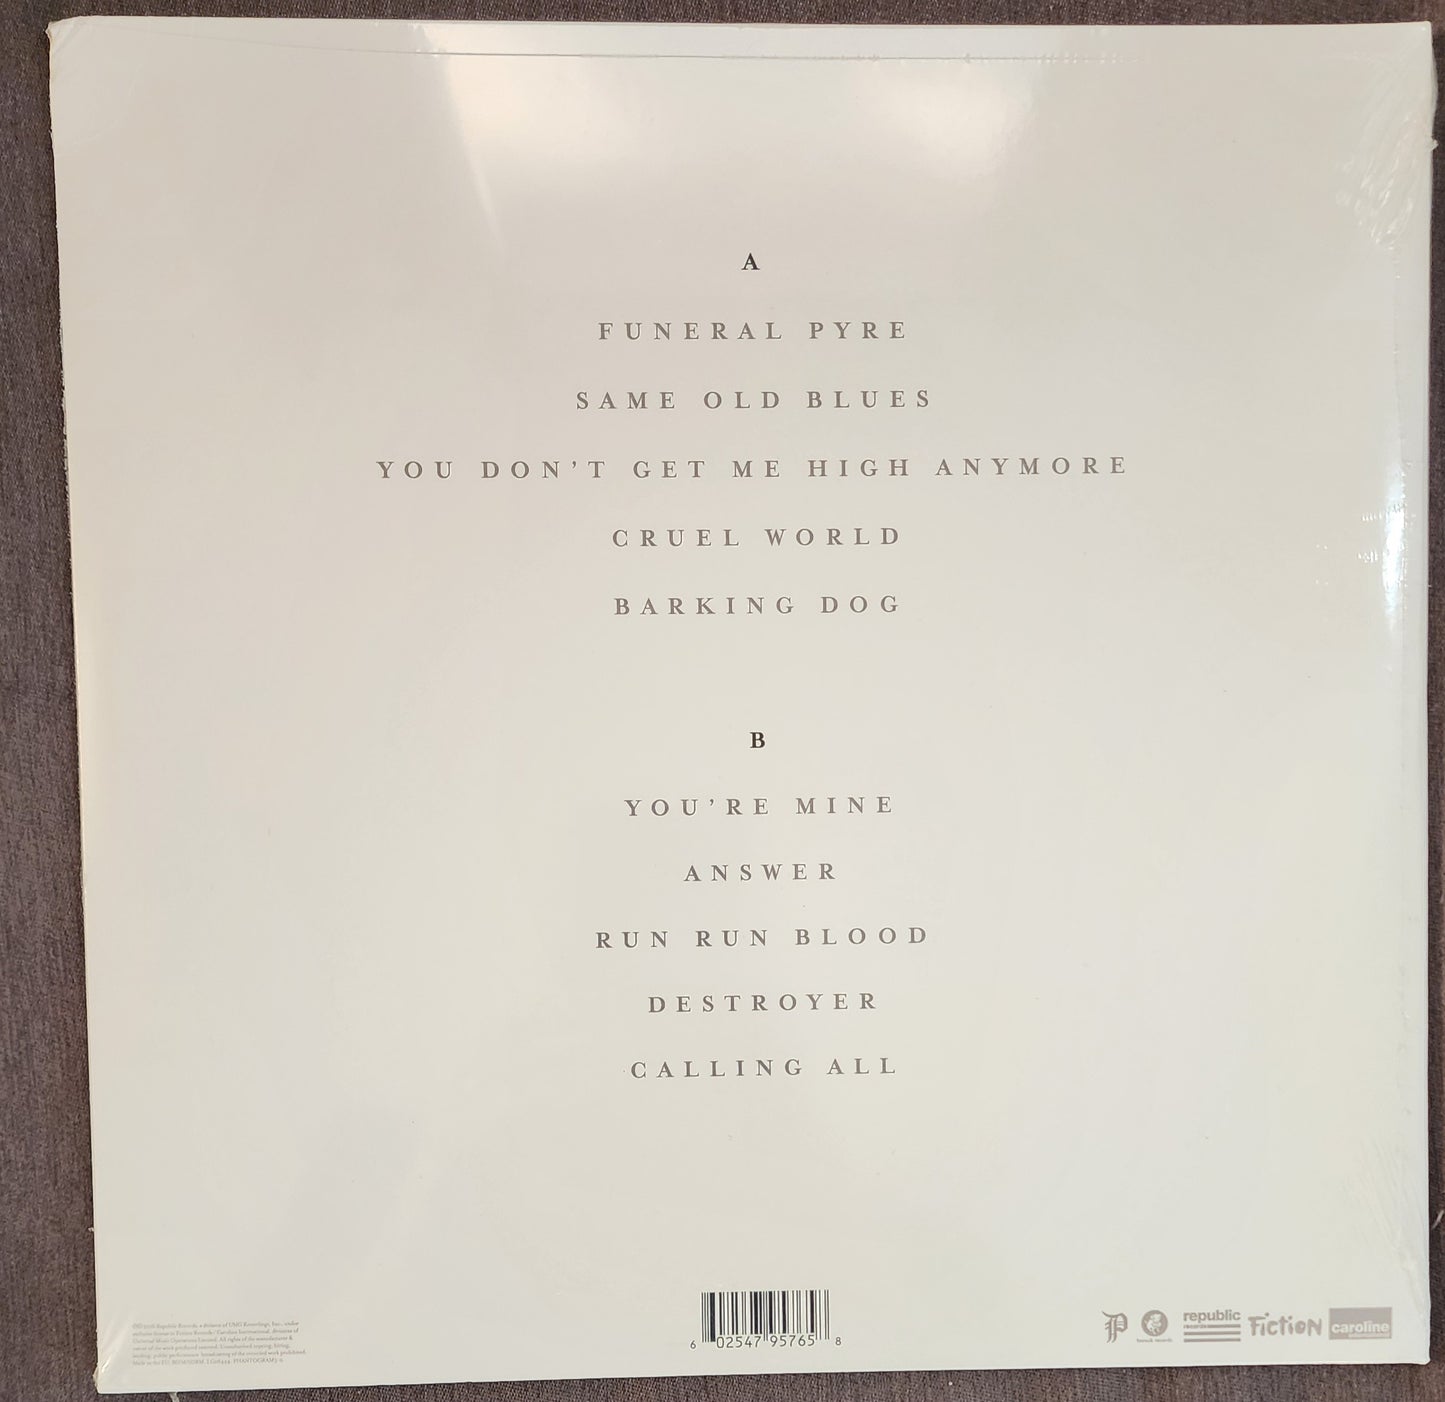 A
FUNERAL PYRE
SAME OLD BLUES
YOU DON'T GET ME HIGH ANYMORE
CRUEL WORLD
BARKING DOG
B
YOU'RE MINE
ANSWER
RUN RUN BLOOD
DESTROYER
CALLING ALL
6 02547 95765 8
P
republic
records
Fiction
caroline